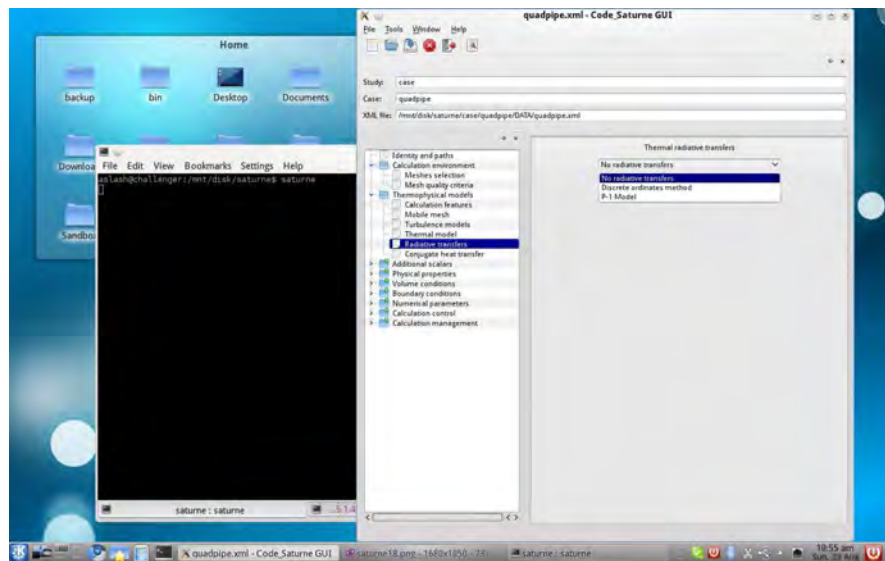 quadpipe.xml - Code_Saturne GUI
File Tools Window Help
Study: case
Case: quadpipe
XML file: /mnt/disk/saturne/case/quadpipe/DATA/quadpipe.xml
Identity and paths
Calculation environment
Meshes selection
Mesh quality criteria
Thermophysical models
Calculation features
Mobile mesh
Turbulence models
Thermal model
Radiative transfers
Conjugate heat transfer
Additional scalars
Physical properties
Volume conditions
Boundary conditions
Numerical parameters
Calculation control
Calculation management
Thermal radiative transfers
No radiative transfers
No radiative transfers
Discrete ordinates method
P-1 Model
Home
backup bin Desktop Documents
Sandbo
File Edit View Bookmarks Settings Help
aslash@challenger:/mnt/disk/saturne$ saturne
saturne : saturne
quadpipe.xml - Code_Saturne GUI
saturne18.png - 1680x1050
saturne : saturne
10:55 am